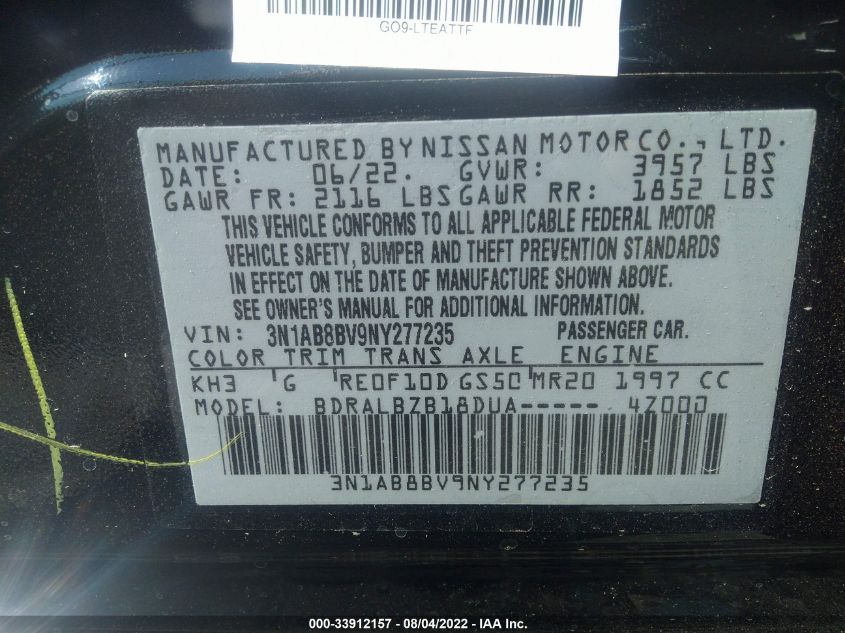 GO9-LTEATTF
MANUFACTURED BY NISSAN MOTOR CO., LTD.
DATE: 06/22. GVWR: 3957 LBS
GAWR FR: 2116 LBS GAWR RR: 1852 LBS
THIS VEHICLE CONFORMS TO ALL APPLICABLE FEDERAL MOTOR
VEHICLE SAFETY, BUMPER AND THEFT PREVENTION STANDARDS
IN EFFECT ON THE DATE OF MANUFACTURE SHOWN ABOVE.
SEE OWNER'S MANUAL FOR ADDITIONAL INFORMATION.
VIN: 3N1AB8BV9NY277235 PASSENGER CAR.
COLOR TRIM TRANS AXLE ENGINE
KH3 G RE0F10D GS50 MR20 1997 CC
MODEL: BDRALBZB18DUA----- 4Z000
3N1AB8BV9NY277235
000-33912157 - 08/04/2022 - IAA Inc.